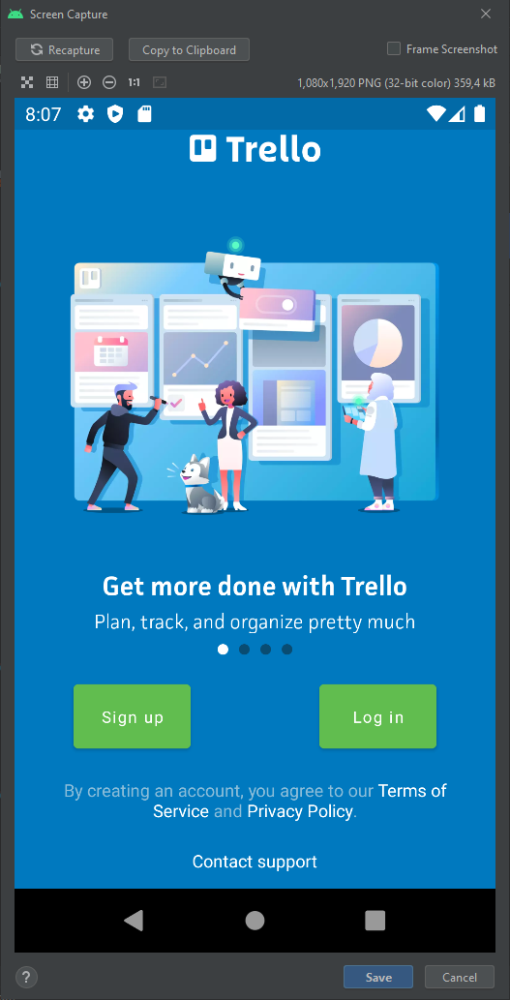 Screen Capture
Recapture
Copy to Clipboard
Frame Screenshot
1:1
1,080x1,920 PNG (32-bit color) 359,4 kB
8:07
Trello
Get more done with Trello
Plan, track, and organize pretty much
Sign up
Log in
By creating an account, you agree to our Terms of
Service and Privacy Policy.
Contact support
?
Save
Cancel